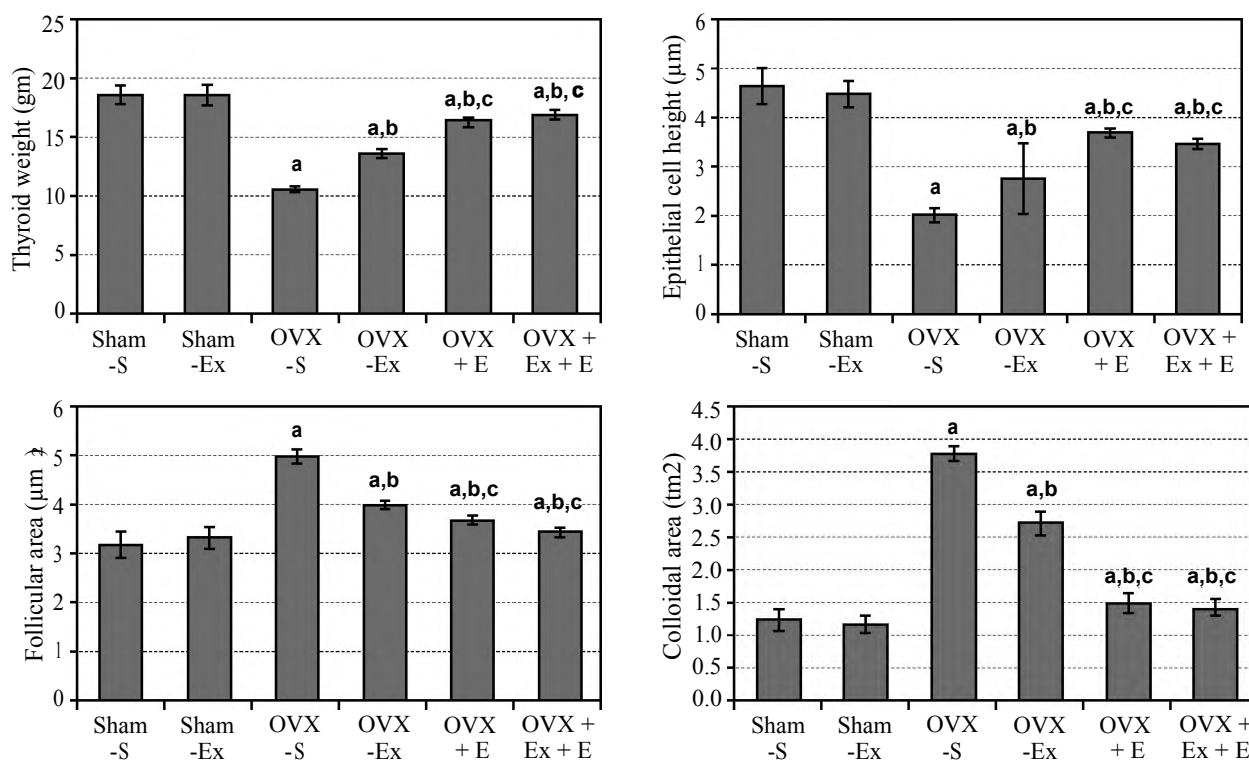 Thyroid weight (gm)
25
20
15
10
5
0
a
a,b
a,b,c
a,b, c
Sham OVX OVX OVX OVX +
Sham
-S -Ex -S -Ex + E Ex + E
Epithelial cell height (µm)
6
5
4
3
2
1
0
a
a,b
a,b,c
a,b,c
Sham Sham OVX OVX OVX OVX +
-S -Ex -S -Ex + E Ex + E
Follicular area (µm 2)
6
5
4
3
2
1
0
a
a,b
a,b,c
a,b,c
Sham Sham OVX OVX OVX OVX +
-S -Ex -S -Ex + E Ex + E
Colloidal area (tm2)
4.5
4.0
3.5
3.0
2.5
2.0
1.5
1.0
0.5
0.0
a
a,b
a,b,c
a,b,c
Sham Sham OVX OVX OVX OVX +
-S -Ex -S -Ex + E Ex + E